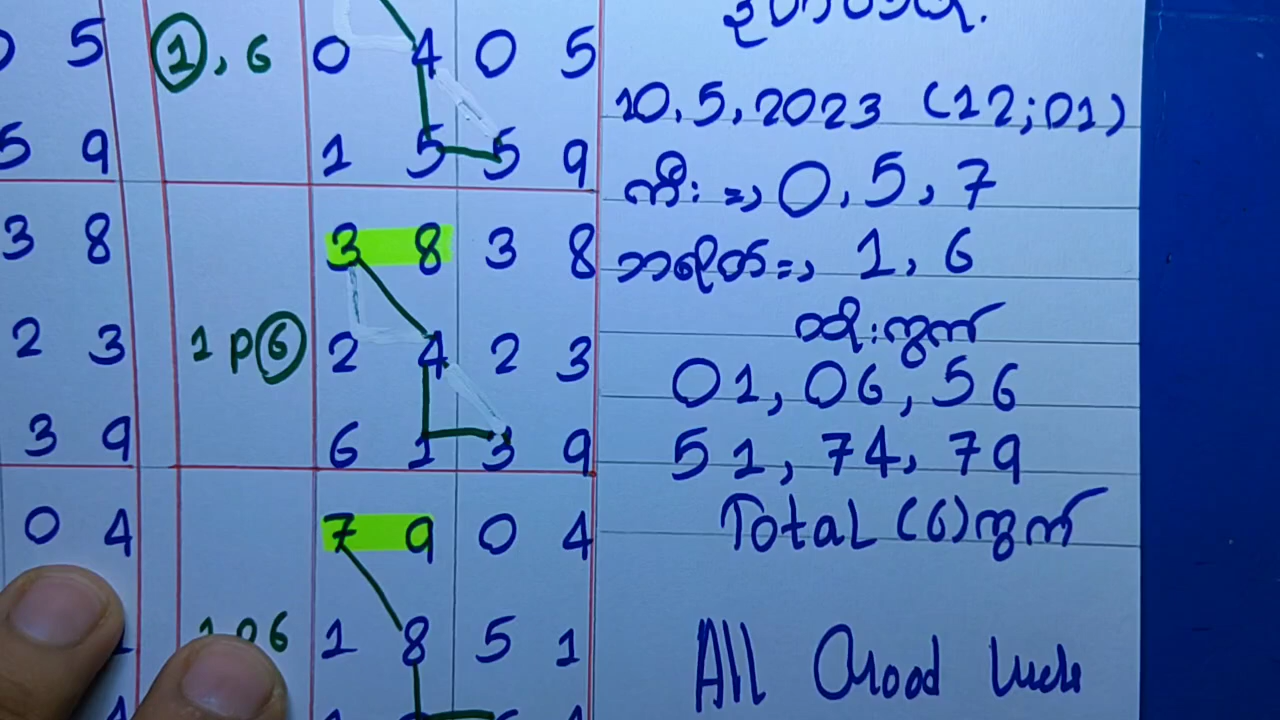 0 5 1, 6 0 4 0 5
5 9 1 5 5 9
3 8 3 8 3 8
2 3 1 P 6 2 4 2 3
3 9 6 1 3 9
0 4 7 9 0 4
1 P 6 1 8 5 1
10.5.2023 (12;01)
ကီး =, 0, 5, 7
ဘရိတ် =, 1, 6
ထိုးကွက်
01, 06, 56
51, 74, 79
Total (6) ကွက်
All Good Luck